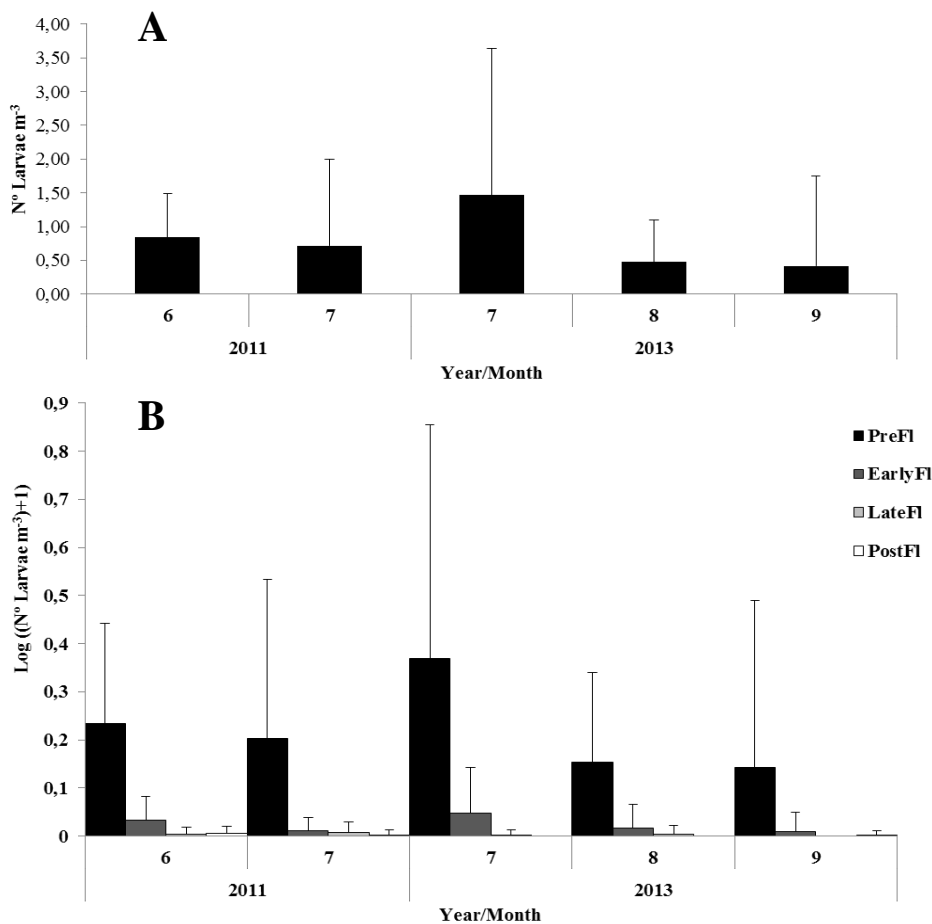 A
4,00
3,50
3,00
2,50
2,00
1,50
1,00
0,50
0,00
Nº Larvae m-3
6 7 7 8 9
2011 2013
Year/Month
B
0,9
0,8
0,7
0,6
0,5
0,4
0,3
0,2
0,1
0
Log ((Nº Larvae m-3)+1)
PreFl
EarlyFl
LateFl
PostFl
6 7 7 8 9
2011 2013
Year/Month